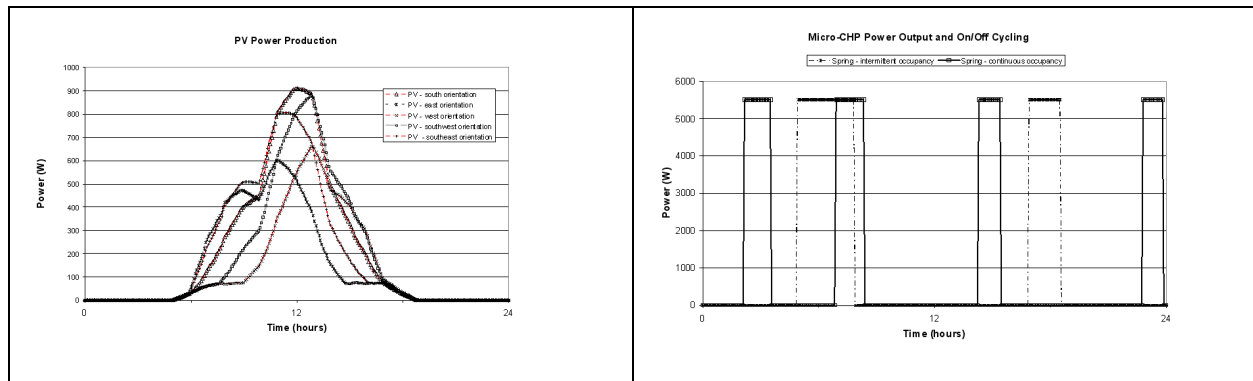 PV Power Production
1000
900
800
700
600
500
400
300
200
100
0
Power (W)
PV - south orientation
PV - east orientation
PV - west orientation
PV - southwest orientation
PV - southeast orientation
0
12
24
Time (hours)
Micro-CHP Power Output and On/Off Cycling
Spring - intermittent occupancy
Spring - continuous occupancy
6000
5000
4000
3000
2000
1000
0
Power (W)
0
12
24
Time (hours)